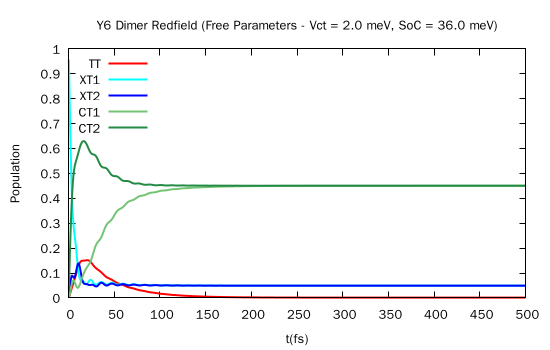 Y6 Dimer Redfield (Free Parameters - Vct = 2.0 meV, SoC = 36.0 meV)
1
0.9
0.8
0.7
0.6
0.5
0.4
0.3
0.2
0.1
0
Population
TT
XT1
XT2
CT1
CT2
0 50 100 150 200 250 300 350 400 450 500
t(fs)